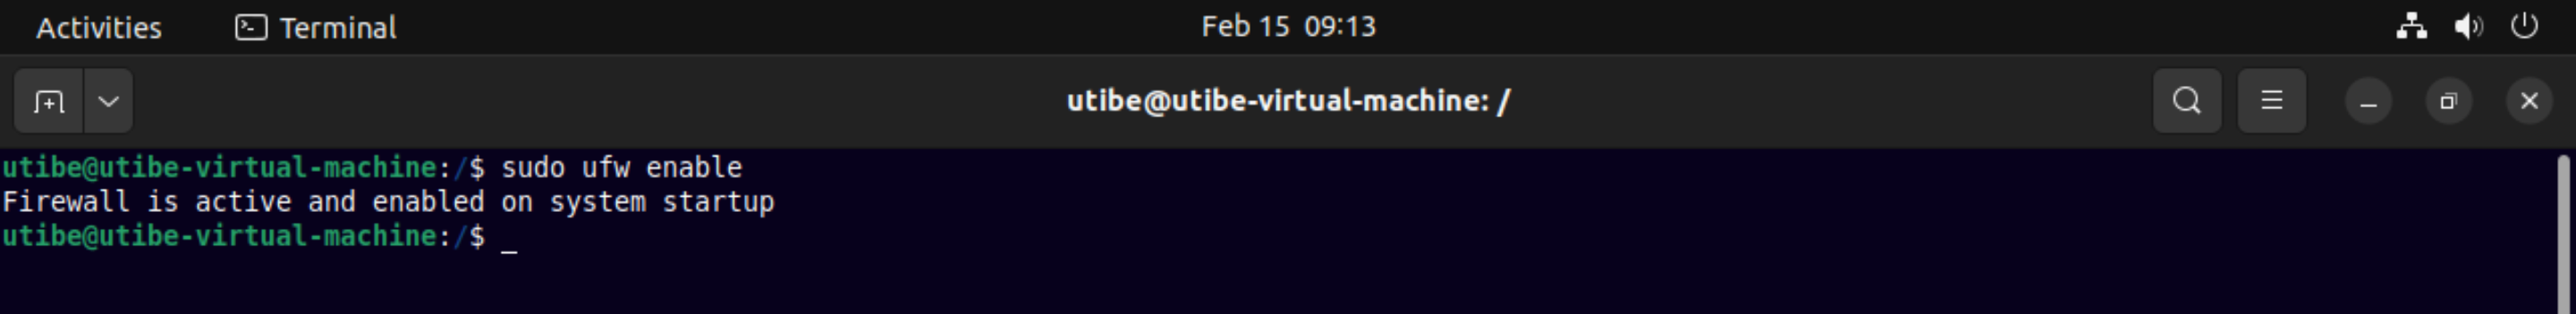 Activities Terminal Feb 15 09:13
utibe@utibe-virtual-machine: /
utibe@utibe-virtual-machine:/$ sudo ufw enable
Firewall is active and enabled on system startup
utibe@utibe-virtual-machine:/$ _